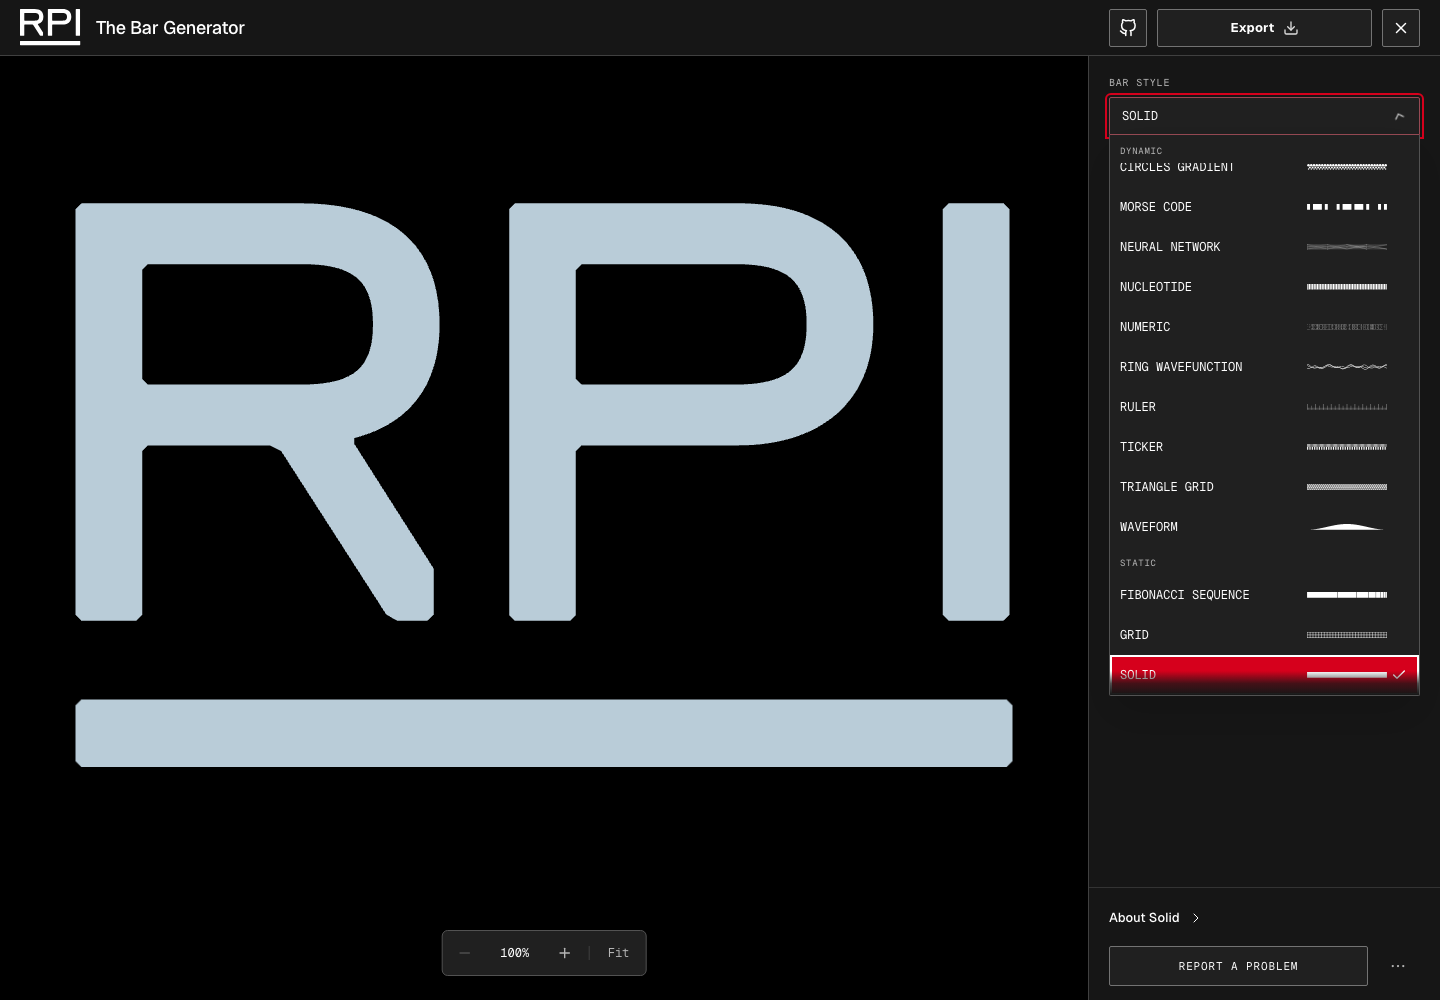 RPI The Bar Generator
Export
BAR STYLE
SOLID
DYNAMIC
CIRCLES GRADIENT
MORSE CODE
NEURAL NETWORK
NUCLEOTIDE
NUMERIC
RING WAVEFUNCTION
RULER
TICKER
TRIANGLE GRID
WAVEFORM
STATIC
FIBONACCI SEQUENCE
GRID
SOLID
RPI
100%
Fit
About Solid
REPORT A PROBLEM